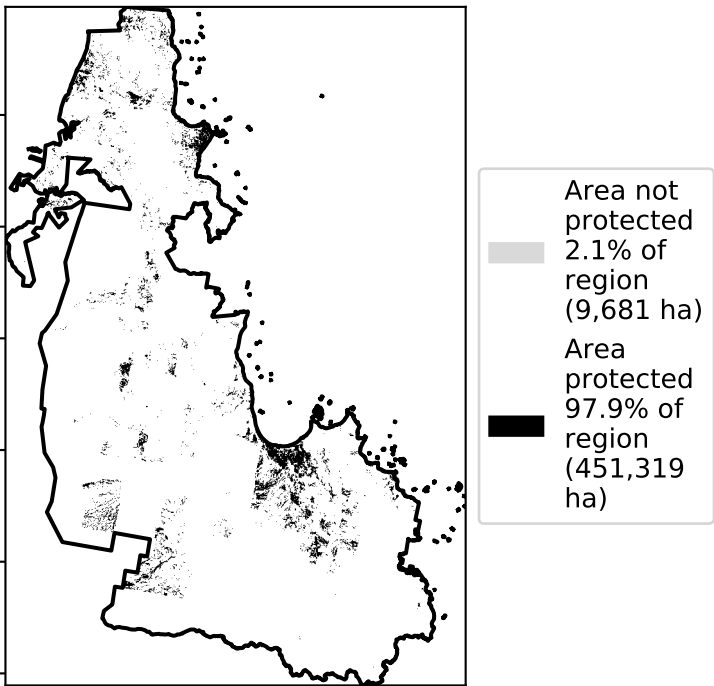 Area not
protected
2.1% of
region
(9,681 ha)
Area
protected
97.9% of
region
(451,319
ha)